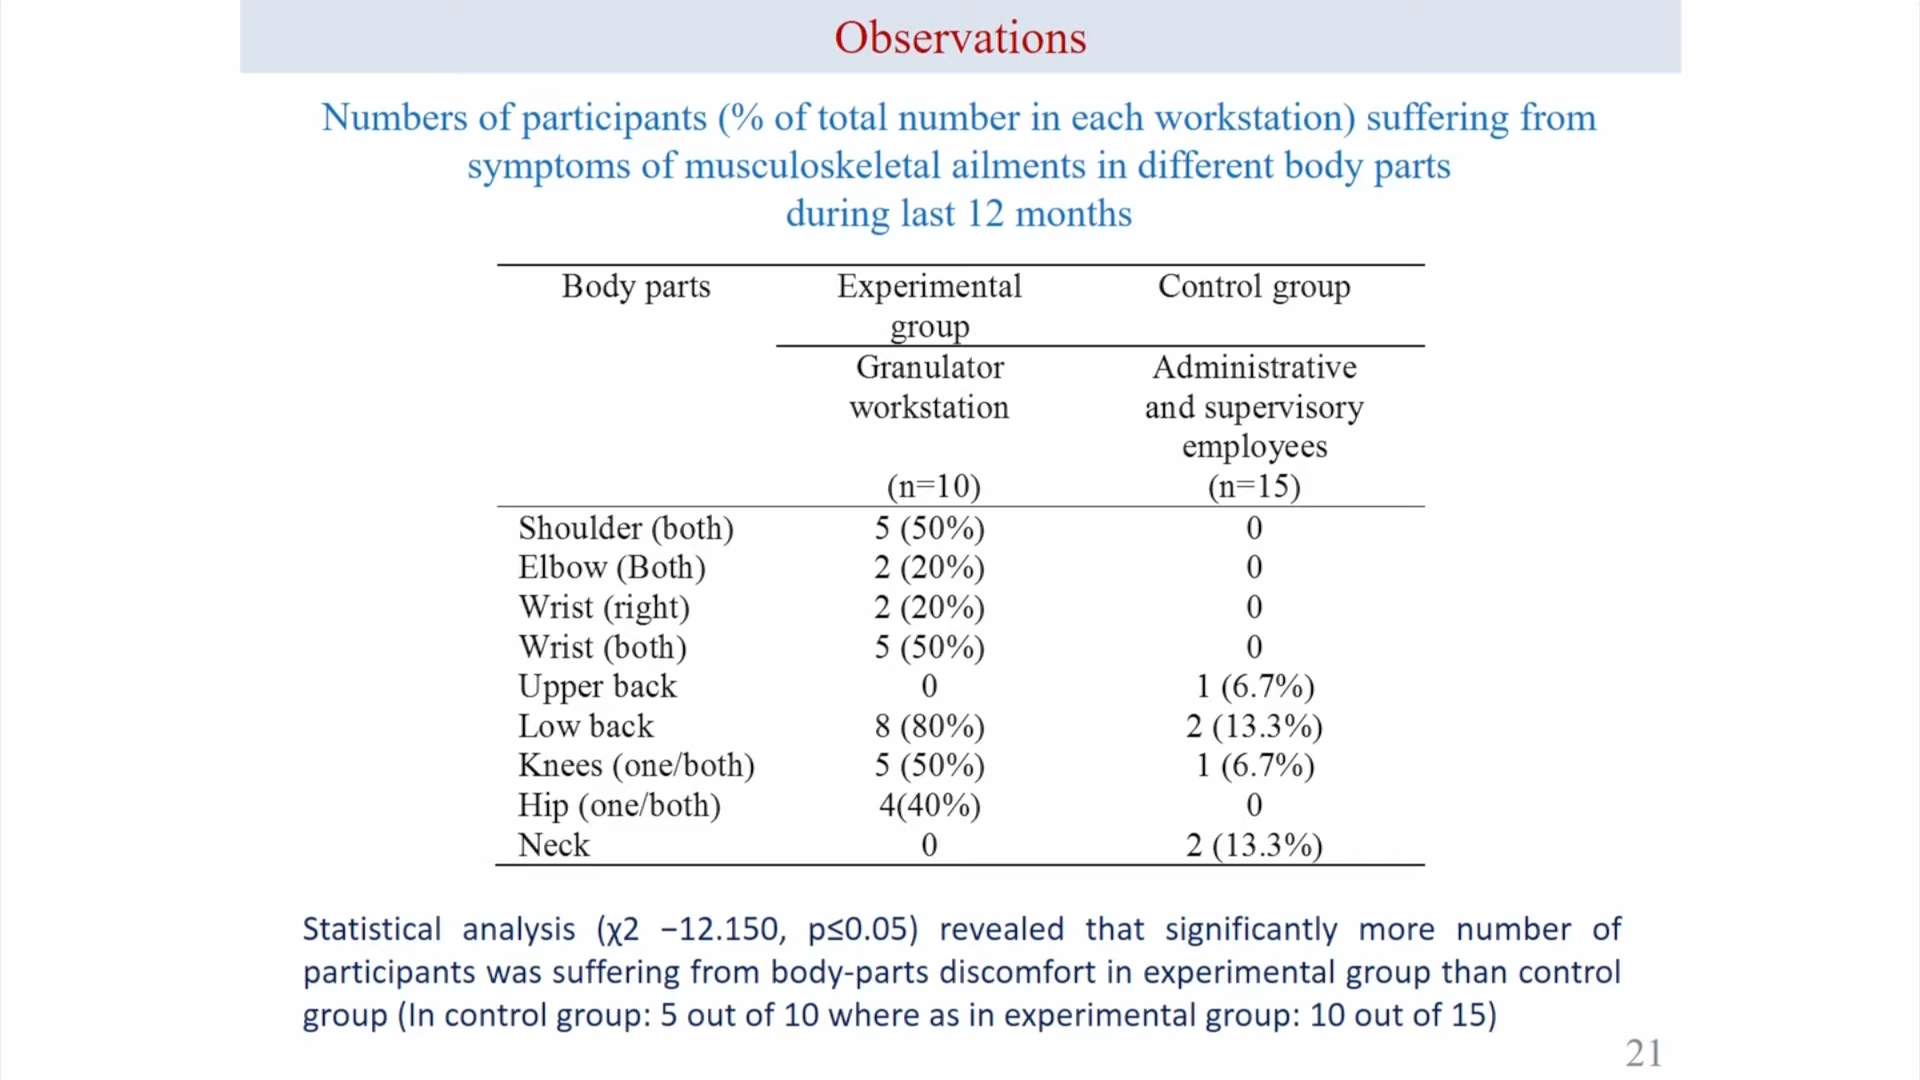 Observations
Numbers of participants (% of total number in each workstation) suffering from
symptoms of musculoskeletal ailments in different body parts
during last 12 months
Body parts Experimental group Control group
Granulator workstation Administrative and supervisory employees
(n=10) (n=15)
Shoulder (both) 5 (50%) 0
Elbow (Both) 2 (20%) 0
Wrist (right) 2 (20%) 0
Wrist (both) 5 (50%) 0
Upper back 0 1 (6.7%)
Low back 8 (80%) 2 (13.3%)
Knees (one/both) 5 (50%) 1 (6.7%)
Hip (one/both) 4(40%) 0
Neck 0 2 (13.3%)
Statistical analysis (χ2 −12.150, p≤0.05) revealed that significantly more number of
participants was suffering from body-parts discomfort in experimental group than control
group (In control group: 5 out of 10 where as in experimental group: 10 out of 15)
21